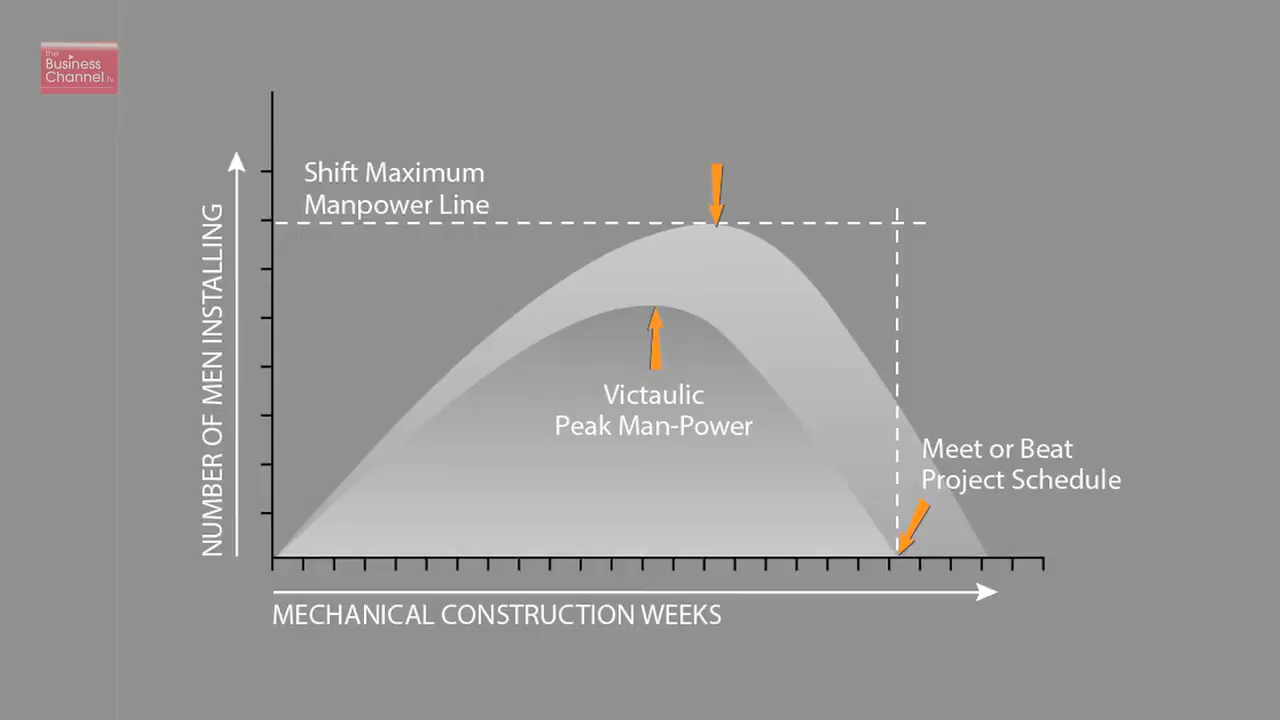 the
Business
Channel.tv
Shift Maximum
Manpower Line
NUMBER OF MEN INSTALLING
Victaulic
Peak Man-Power
Meet or Beat
Project Schedule
MECHANICAL CONSTRUCTION WEEKS